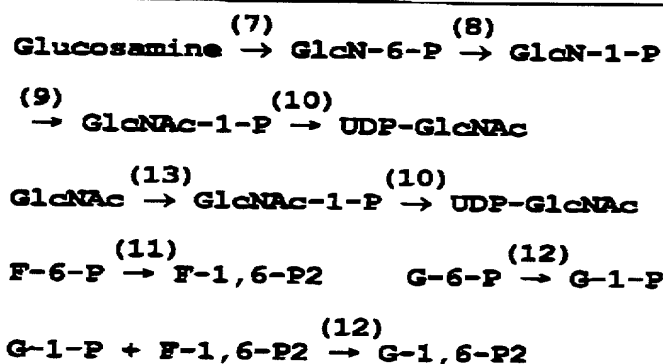 (7) (8)
Glucosamine → GlcN-6-P → GlcN-1-P
(9) (10)
→ GlcNAc-1-P → UDP-GlcNAc
(13) (10)
GlcNAc → GlcNAc-1-P → UDP-GlcNAc
(11) (12)
F-6-P → F-1,6-P2 G-6-P → G-1-P
(12)
G-1-P + F-1,6-P2 → G-1,6-P2